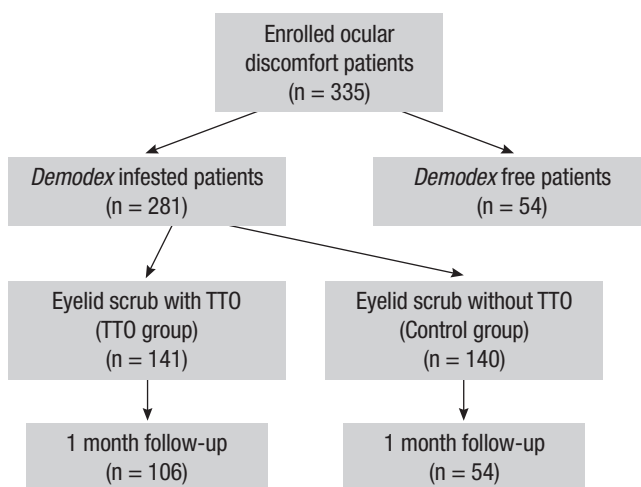 Enrolled ocular
discomfort patients
(n = 335)
Demodex infested patients
(n = 281)
Demodex free patients
(n = 54)
Eyelid scrub with TTO
(TTO group)
(n = 141)
Eyelid scrub without TTO
(Control group)
(n = 140)
1 month follow-up
(n = 106)
1 month follow-up
(n = 54)